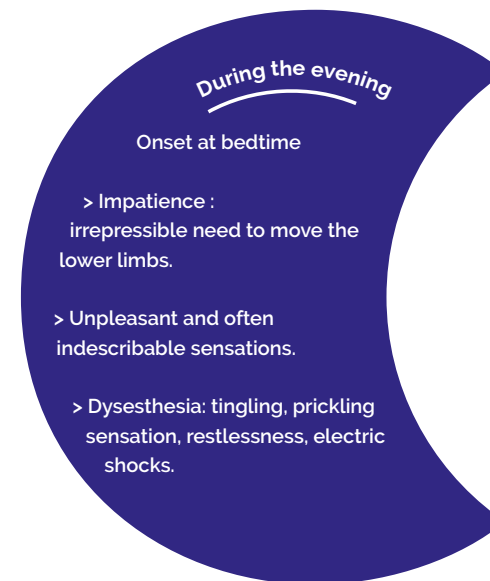 During the evening
Onset at bedtime
> Impatience :
irrepressible need to move the
lower limbs.
> Unpleasant and often
indescribable sensations.
> Dysesthesia: tingling, prickling
sensation, restlessness, electric
shocks.